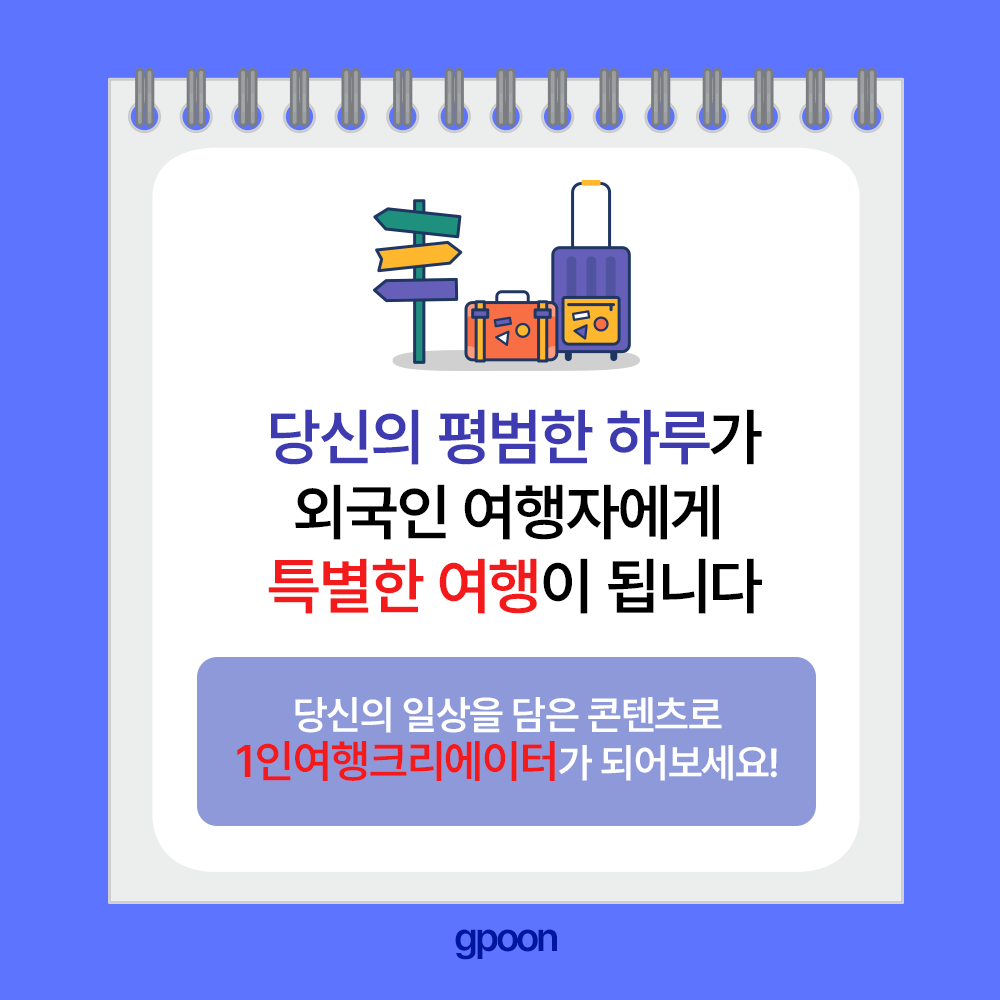 당신의 평범한 하루가
외국인 여행자에게
특별한 여행이 됩니다
당신의 일상을 담은 콘텐츠로
1인여행크리에이터가 되어보세요!
gpoon